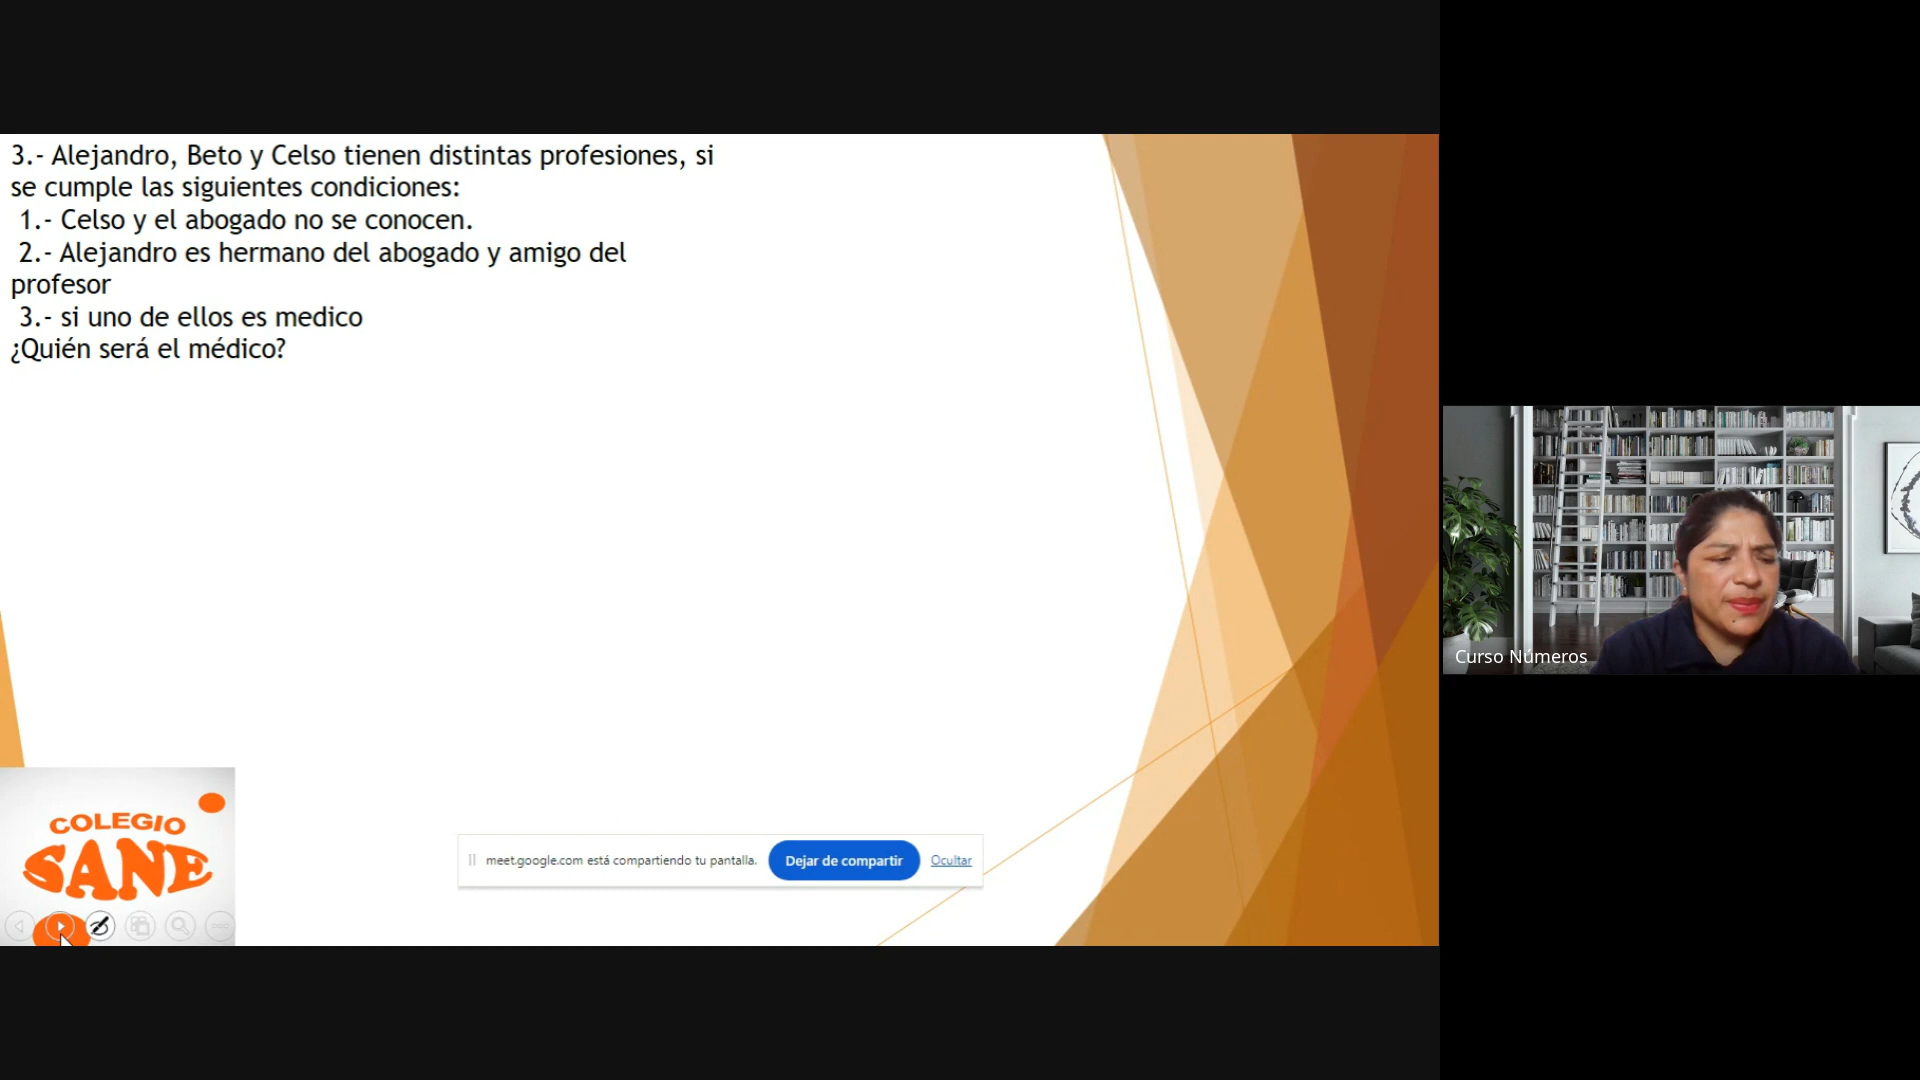 3.- Alejandro, Beto y Celso tienen distintas profesiones, si
se cumple las siguientes condiciones:
1.- Celso y el abogado no se conocen.
2.- Alejandro es hermano del abogado y amigo del
profesor
3.- si uno de ellos es medico
¿Quién será el médico?
Curso Números
COLEGIO
SANE
meet.google.com está compartiendo tu pantalla.
Dejar de compartir
Ocultar